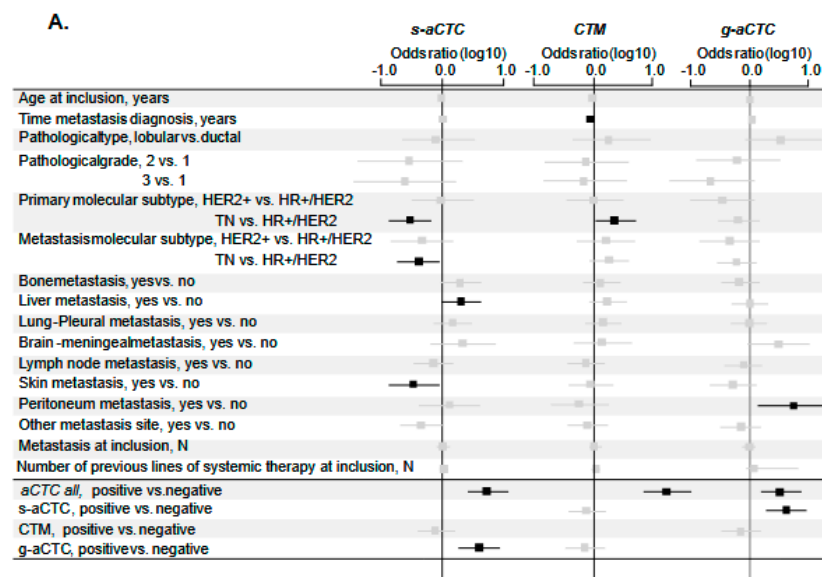 A.
s-aCTC CTM g-aCTC
Odds ratio (log10) Odds ratio (log10) Odds ratio (log10)
-1.0 0.0 1.0 -1.0 0.0 1.0 -1.0 0.0 1.0
Age at inclusion, years
Time metastasis diagnosis, years
Pathologicaltype, lobular vs. ductal
Pathologicalgrade, 2 vs. 1
3 vs. 1
Primary molecular subtype, HER2+ vs. HR+/HER2
TN vs. HR+/HER2
Metastasismolecular subtype, HER2+ vs. HR+/HER2
TN vs. HR+/HER2
Bonemetastasis, yesvs. no
Liver metastasis, yes vs. no
Lung-Pleural metastasis, yes vs. no
Brain -meningealmetastasis, yes vs. no
Lymph node metastasis, yes vs. no
Skin metastasis, yes vs. no
Peritoneum metastasis, yes vs. no
Other metastasis site, yes vs. no
Metastasis at inclusion, N
Number of previous lines of systemic therapy at inclusion, N
aCTC all, positive vs.negative
s-aCTC, positive vs. negative
CTM, positive vs. negative
g-aCTC, positivevs. negative